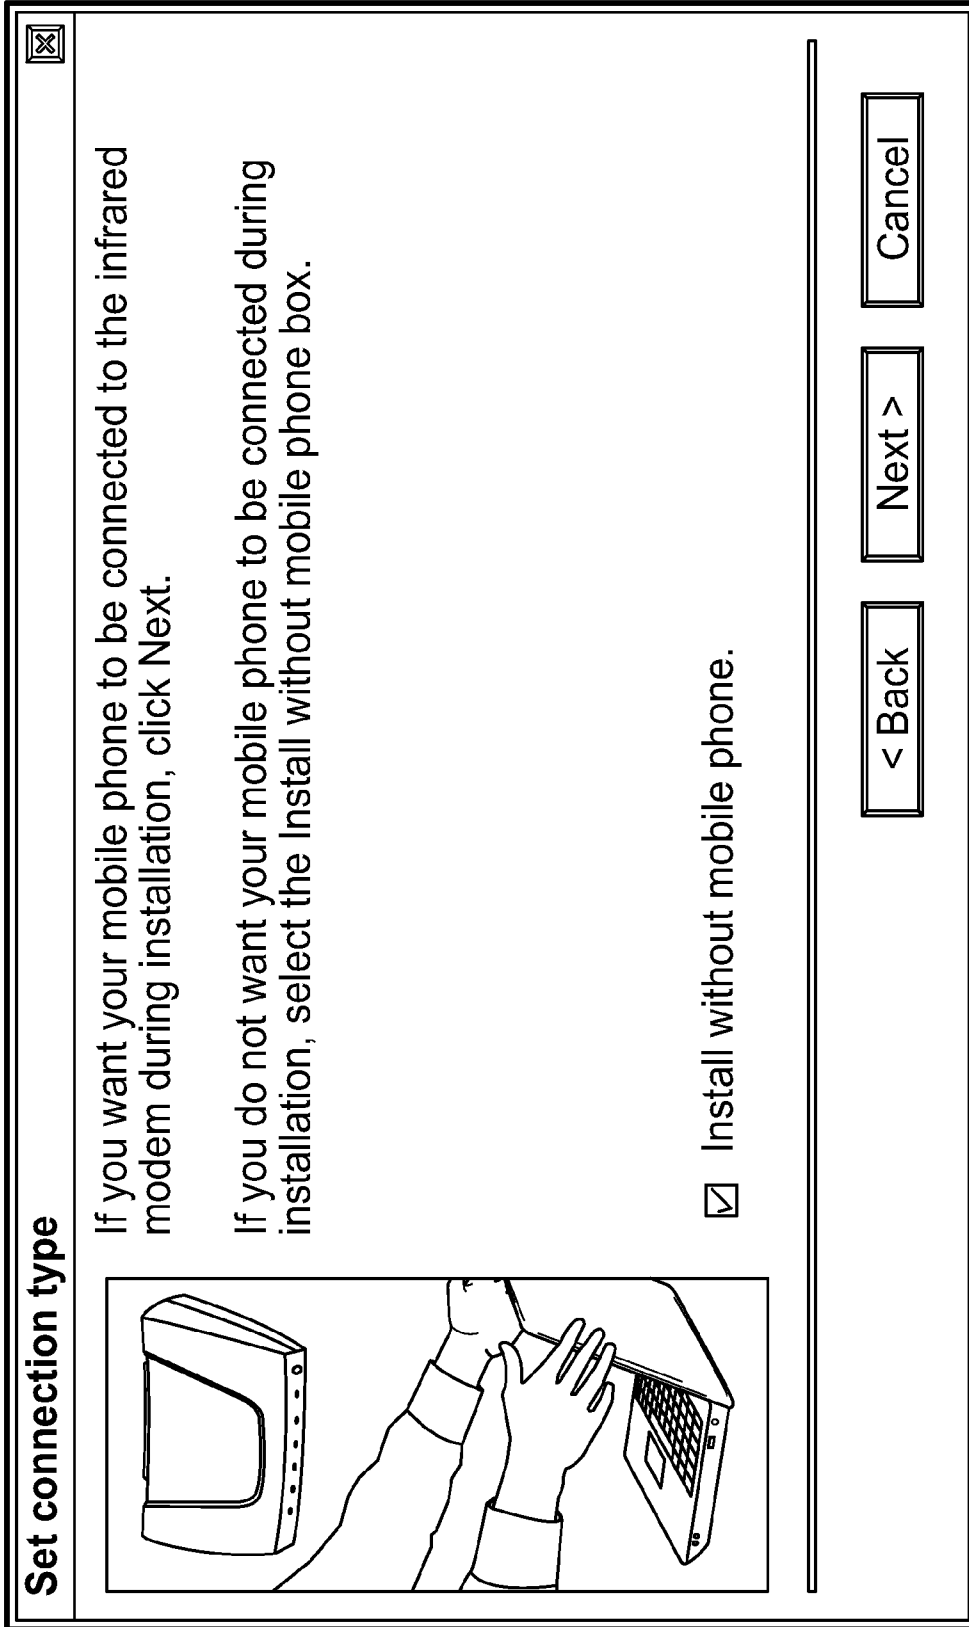 Set connection type
If you want your mobile phone to be connected to the infrared
modem during installation, click Next.
If you do not want your mobile phone to be connected during
installation, select the Install without mobile phone box.
Install without mobile phone.
< Back
Next >
Cancel